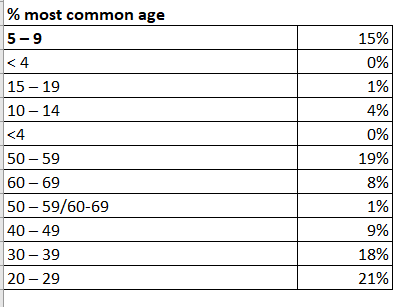 % most common age
5 – 9 15%
< 4 0%
15 – 19 1%
10 – 14 4%
<4 0%
50 – 59 19%
60 – 69 8%
50 – 59/60-69 1%
40 – 49 9%
30 – 39 18%
20 – 29 21%